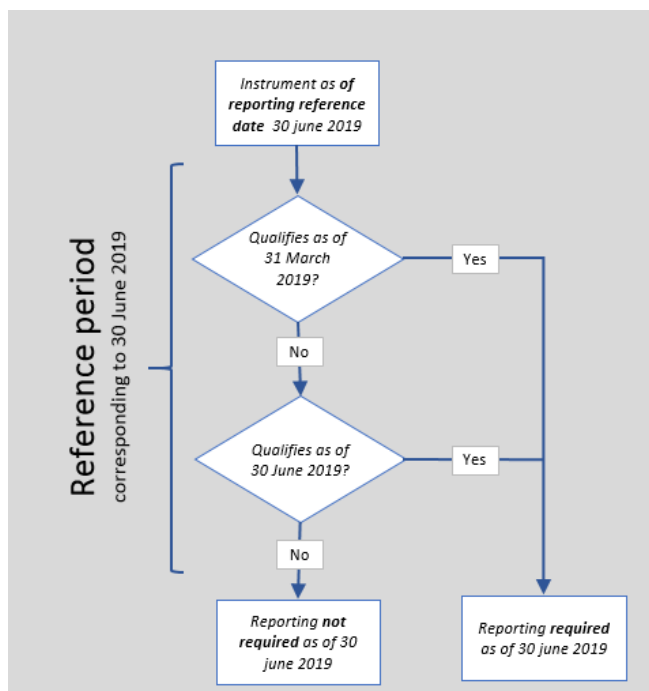 Instrument as of
reporting reference
date 30 june 2019
Reference period
corresponding to 30 June 2019
Qualifies as of
31 March
2019?
Yes
No
Qualifies as of
30 June 2019?
Yes
No
Reporting not
required as of 30
june 2019
Reporting required
as of 30 june 2019